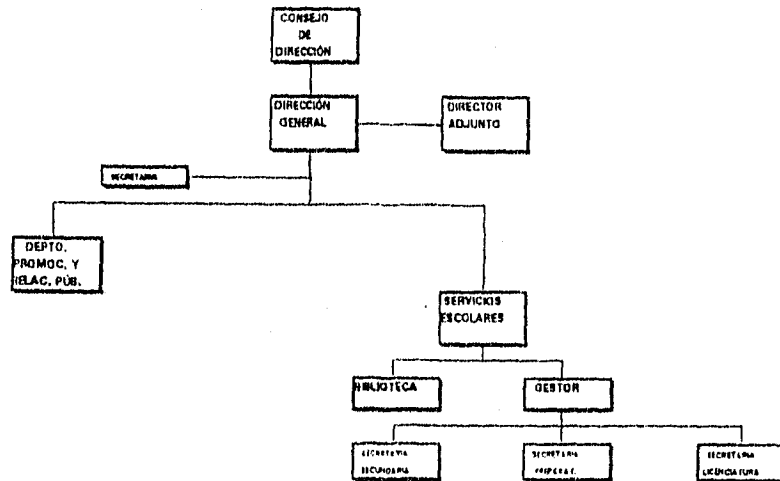 CONSEJO
DE
DIRECCIÓN
DIRECCIÓN
GENERAL
DIRECTOR
ADJUNTO
SECRETARIA
DEPTO.
PROMOC. Y
RELAC. PÚB.
SERVICIOS
ESCOLARES
BIBLIOTECA
GESTOR
SECRETARIA
SECUNDARIA
SECRETARIA
SECRETARIA
LICENCIATURA